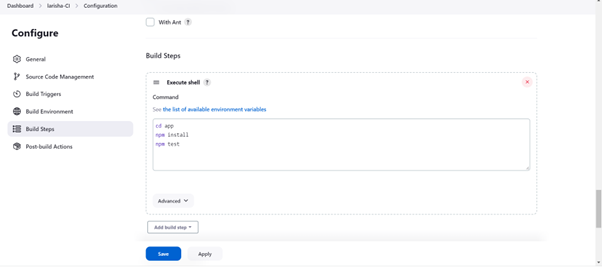 Dashboard > larisha-CI > Configuration
With Ant ?
Configure
General
Source Code Management
Build Triggers
Build Environment
Build Steps
Post-build Actions
Build Steps
Execute shell ?
Command
See the list of available environment variables
cd app
npm install
npm test
Advanced
Add build step
Save
Apply